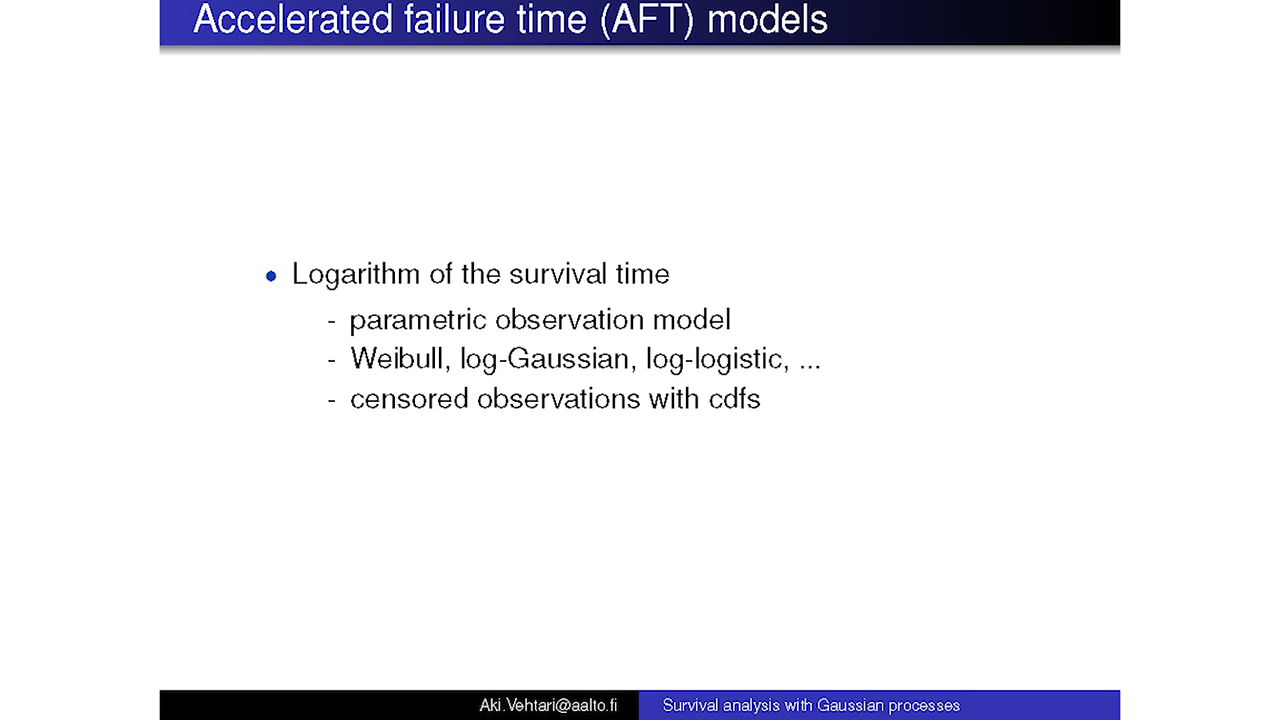 Accelerated failure time (AFT) models
• Logarithm of the survival time
- parametric observation model
- Weibull, log-Gaussian, log-logistic, ...
- censored observations with cdfs
Aki.Vehtari@aalto.fi
Survival analysis with Gaussian processes